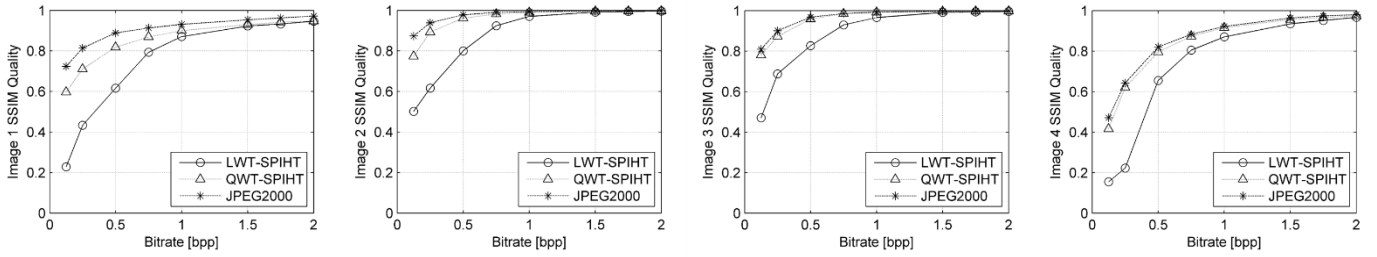 Image 1 SSIM Quality
1
0.8
0.6
0.4
0.2
0
0 0.5 1 1.5 2
Bitrate [bpp]
LWT-SPIHT
QWT-SPIHT
JPEG2000
Image 2 SSIM Quality
1
0.8
0.6
0.4
0.2
0
0 0.5 1 1.5 2
Bitrate [bpp]
LWT-SPIHT
QWT-SPIHT
JPEG2000
Image 3 SSIM Quality
1
0.8
0.6
0.4
0.2
0
0 0.5 1 1.5 2
Bitrate [bpp]
LWT-SPIHT
QWT-SPIHT
JPEG2000
Image 4 SSIM Quality
1
0.8
0.6
0.4
0.2
0
0 0.5 1 1.5 2
Bitrate [bpp]
LWT-SPIHT
QWT-SPIHT
JPEG2000